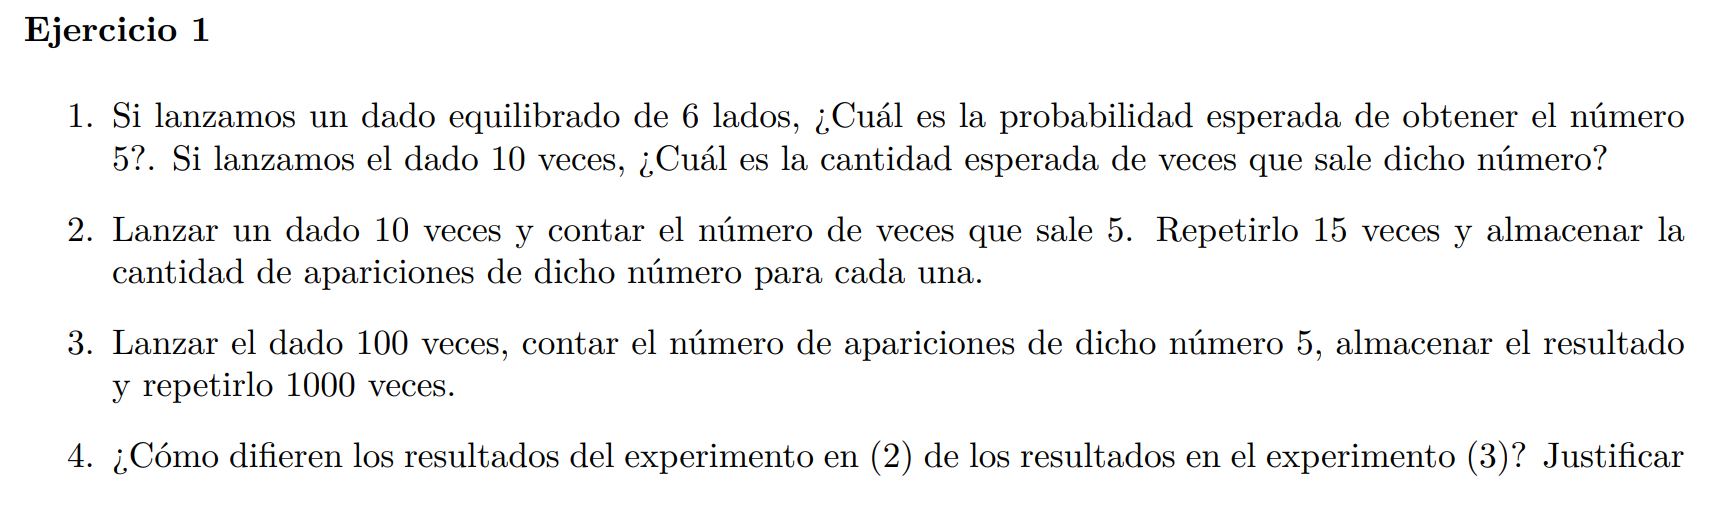 Ejercicio 1
1. Si lanzamos un dado equilibrado de 6 lados, ¿Cuál es la probabilidad esperada de obtener el número
5?. Si lanzamos el dado 10 veces, ¿Cuál es la cantidad esperada de veces que sale dicho número?
2. Lanzar un dado 10 veces y contar el número de veces que sale 5. Repetirlo 15 veces y almacenar la
cantidad de apariciones de dicho número para cada una.
3. Lanzar el dado 100 veces, contar el número de apariciones de dicho número 5, almacenar el resultado
y repetirlo 1000 veces.
4. ¿Cómo difieren los resultados del experimento en (2) de los resultados en el experimento (3)? Justificar